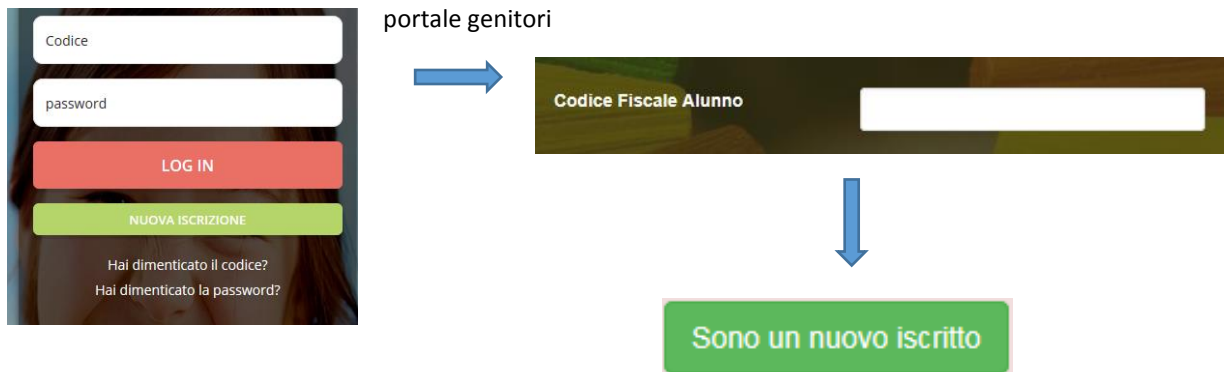 portale genitori
Codice
password
LOG IN
NUOVA ISCRIZIONE
Hai dimenticato il codice?
Hai dimenticato la password?
Codice Fiscale Alunno
Sono un nuovo iscritto